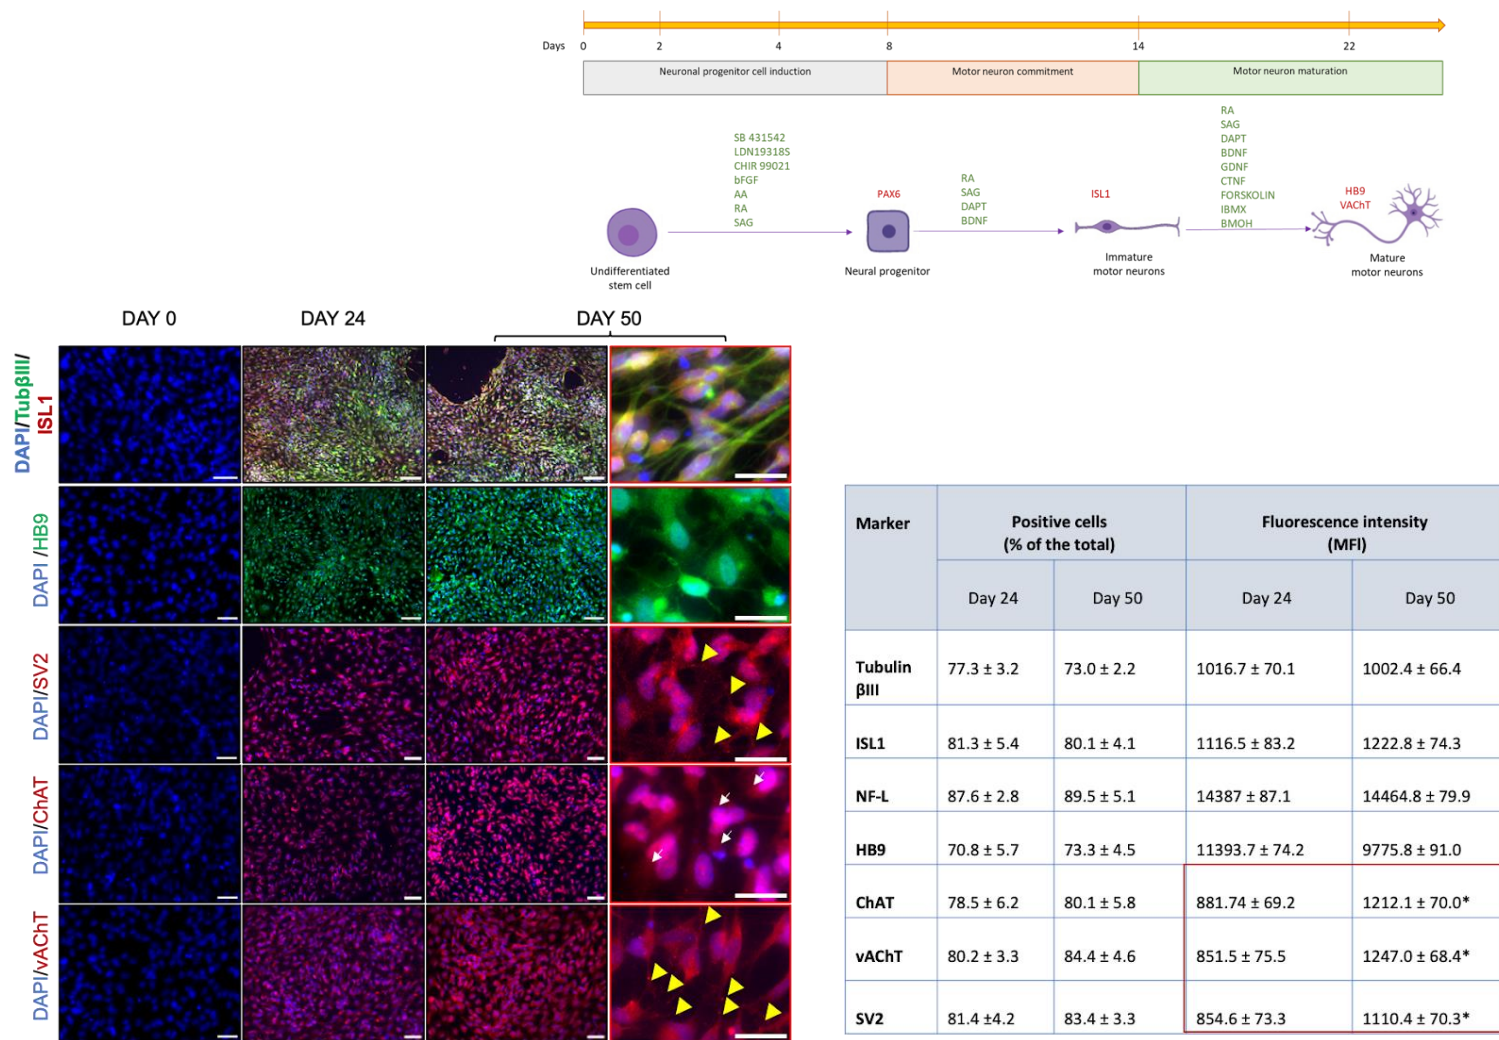 Days 0 2 4 8 14 22
Neuronal progenitor cell induction
Motor neuron commitment
Motor neuron maturation
SB 431542
LDN19318S
CHIR 99021
bFGF
AA
RA
SAG
PAX6
RA
SAG
DAPT
BDNF
ISL1
RA
SAG
DAPT
BDNF
GDNF
CTNF
FORSKOLIN
IBMX
BMOH
HB9
VAChT
Undifferentiated
stem cell
Neural progenitor
Immature
motor neurons
Mature
motor neurons
DAY 0 DAY 24 DAY 50
DAPI/TubβIII/
ISL1
DAPI /HB9
DAPI/SV2
DAPI/ChAT
DAPI/vAChT
Marker Positive cells Fluorescence intensity
(% of the total) (MFI)
Day 24 Day 50 Day 24 Day 50
Tubulin 77.3 ± 3.2 73.0 ± 2.2 1016.7 ± 70.1 1002.4 ± 66.4
βIII
ISL1 81.3 ± 5.4 80.1 ± 4.1 1116.5 ± 83.2 1222.8 ± 74.3
NF-L 87.6 ± 2.8 89.5 ± 5.1 14387 ± 87.1 14464.8 ± 79.9
HB9 70.8 ± 5.7 73.3 ± 4.5 11393.7 ± 74.2 9775.8 ± 91.0
ChAT 78.5 ± 6.2 80.1 ± 5.8 881.74 ± 69.2 1212.1 ± 70.0*
vAChT 80.2 ± 3.3 84.4 ± 4.6 851.5 ± 75.5 1247.0 ± 68.4*
SV2 81.4 ±4.2 83.4 ± 3.3 854.6 ± 73.3 1110.4 ± 70.3*